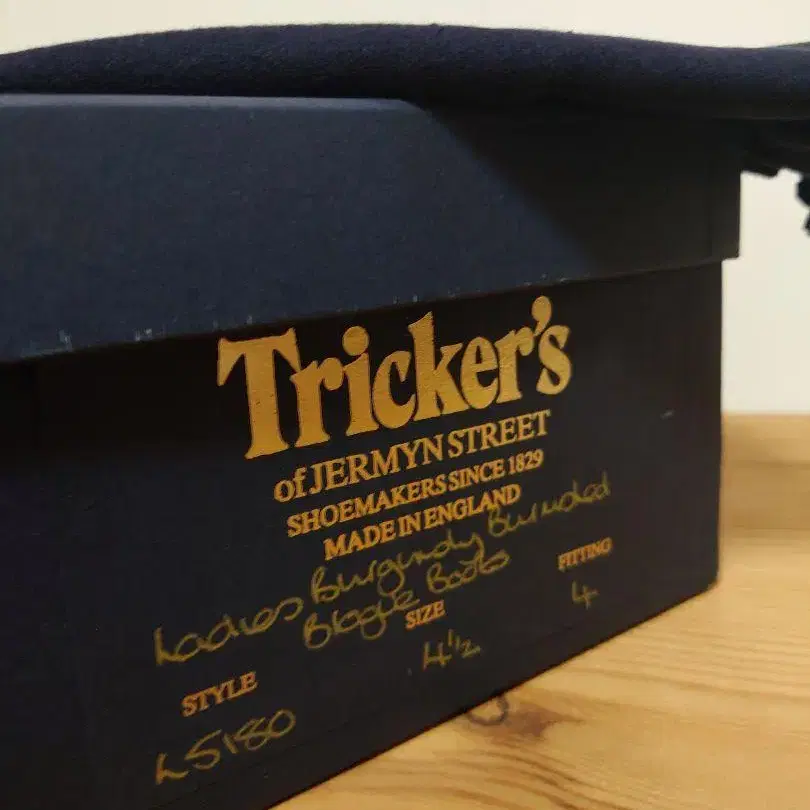 Tricker's
of JERMYN STREET
SHOEMAKERS SINCE 1829
MADE IN ENGLAND
Ladies Burgundy Burnished
Brogue Boots
STYLE SIZE FITTING
L5180 4½ 4